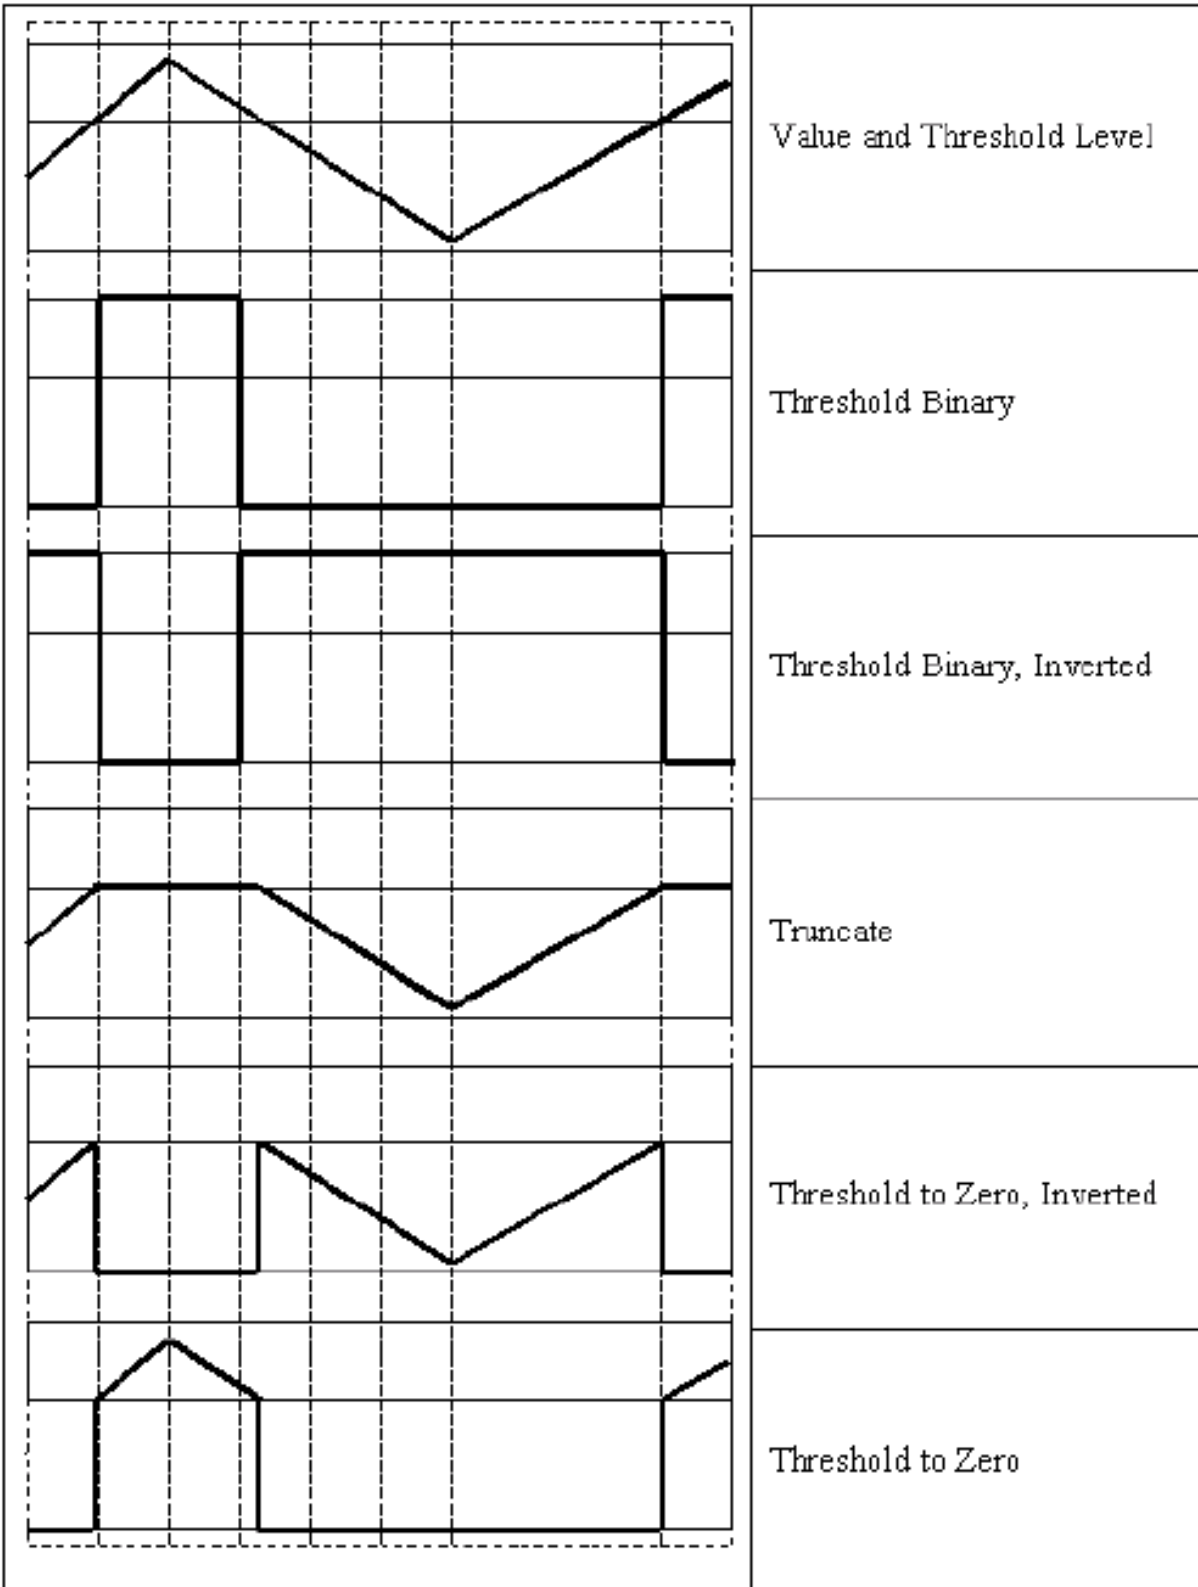 Value and Threshold Level
Threshold Binary
Threshold Binary, Inverted
Truncate
Threshold to Zero, Inverted
Threshold to Zero